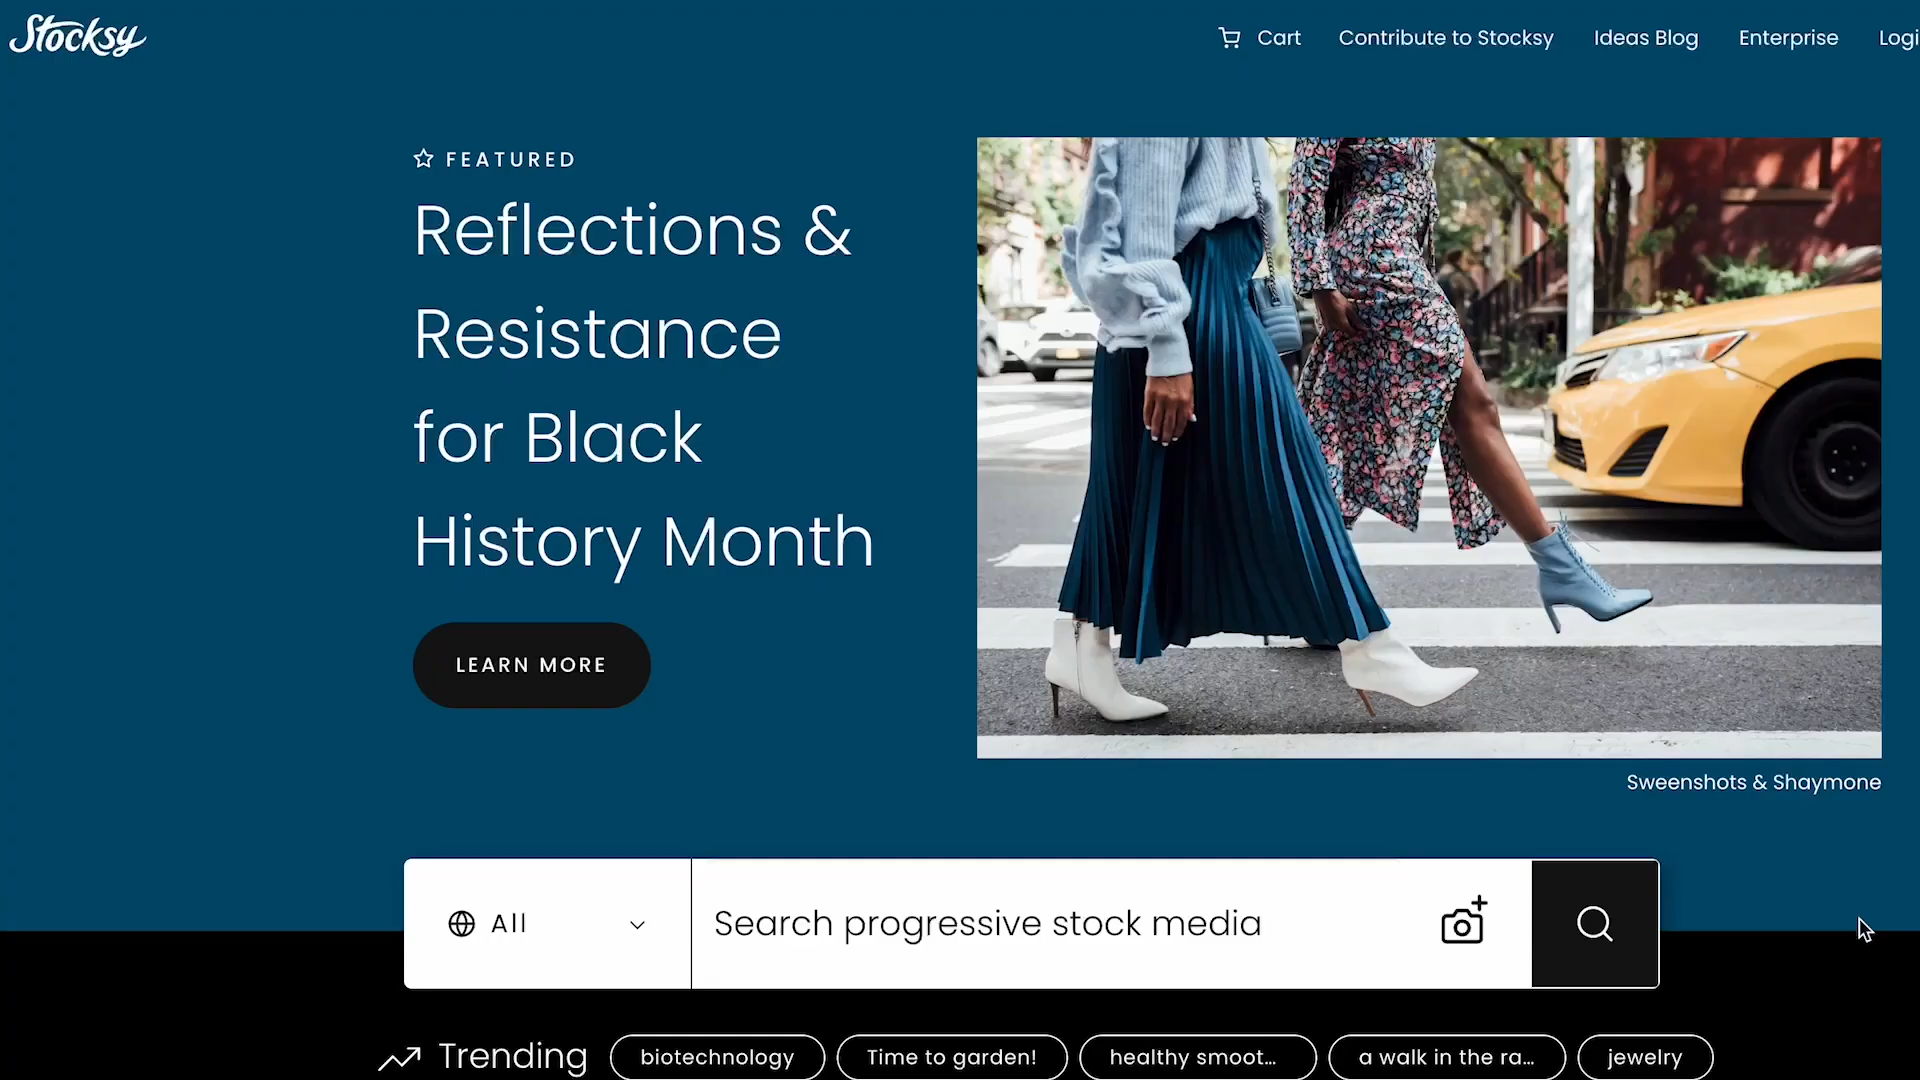 Stocksy
Cart
Contribute to Stocksy
Ideas Blog
Enterprise
Logi
FEATURED
Reflections &
Resistance
for Black
History Month
LEARN MORE
Sweenshots & Shaymone
All
Search progressive stock media
Trending
biotechnology
Time to garden!
healthy smoot...
a walk in the ra...
jewelry